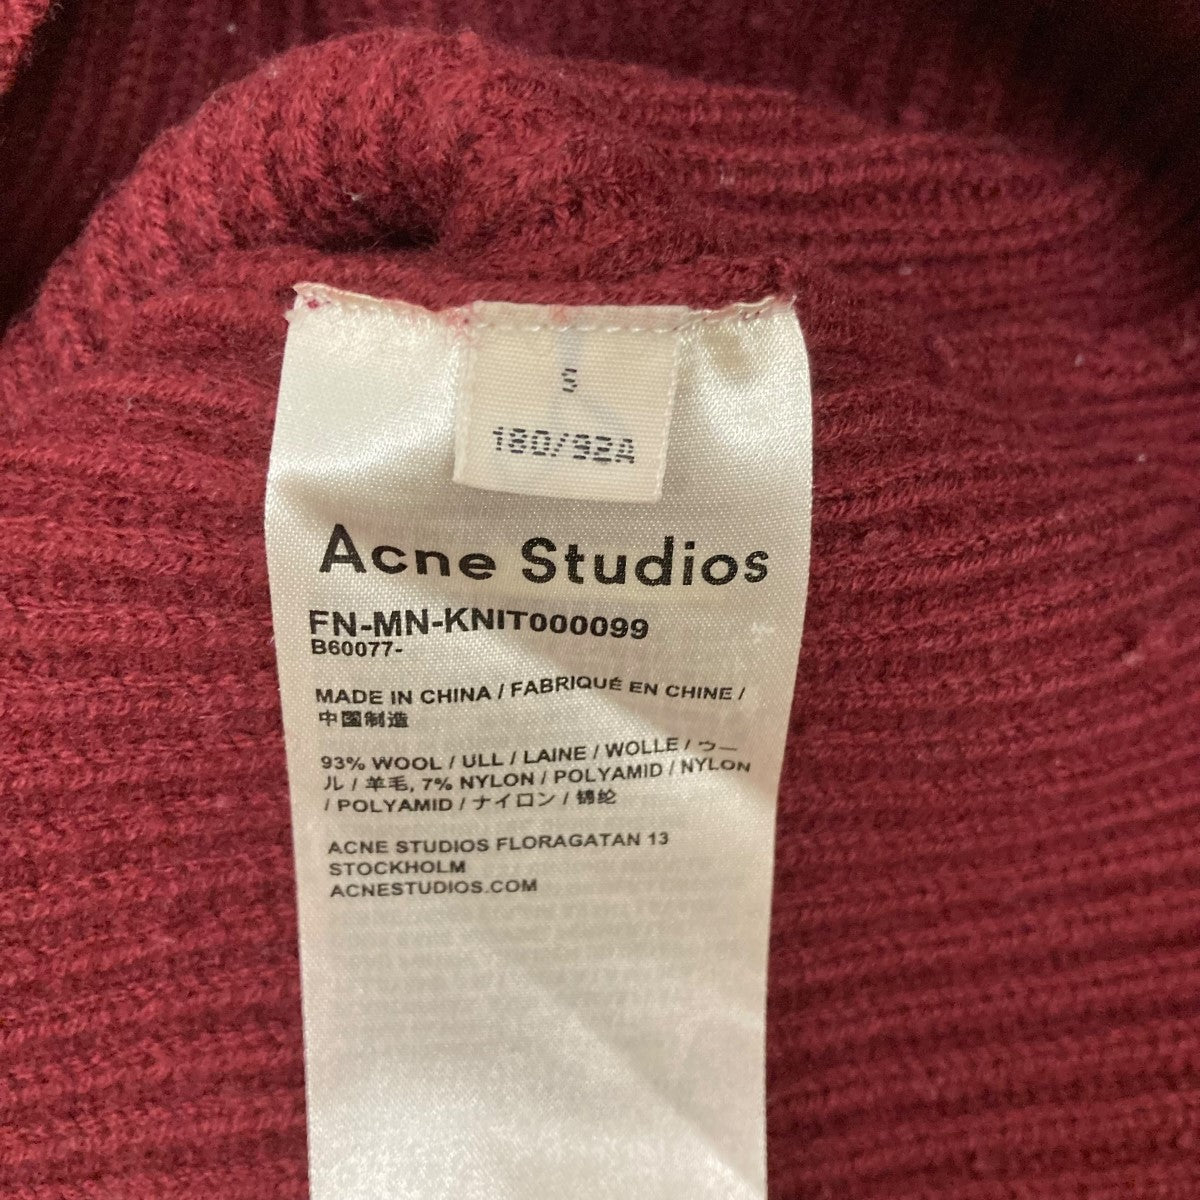 S
180/92A
Acne Studios
FN-MN-KNIT000099
B60077-
MADE IN CHINA / FABRIQUÉ EN CHINE /
中国制造
93% WOOL / ULL / LAINE / WOLLE / ウー
ル / 羊毛, 7% NYLON / POLYAMID / NYLON
/ POLYAMID / ナイロン / 锦纶
ACNE STUDIOS FLORAGATAN 13
STOCKHOLM
ACNESTUDIOS.COM